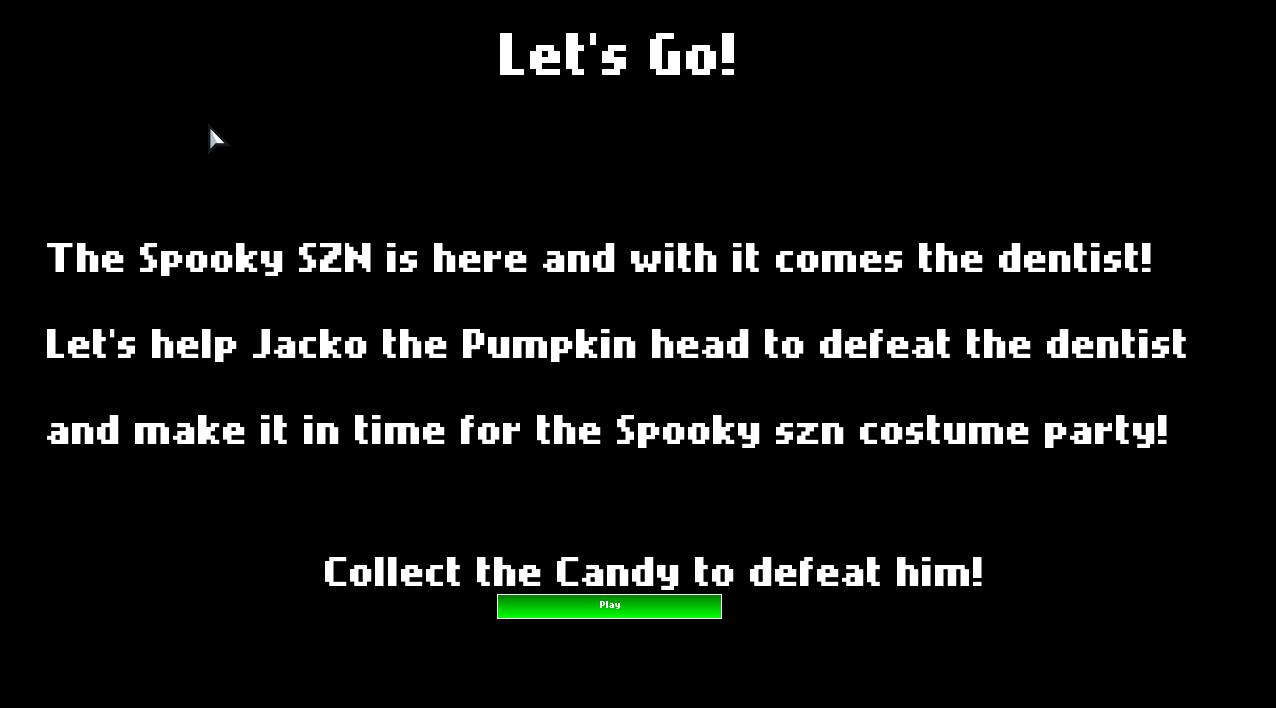 Let's Go!
The Spooky SZN is here and with it comes the dentist!
Let's help Jacko the Pumpkin head to defeat the dentist
and make it in time for the Spooky szn costume party!
Collect the Candy to defeat him!
Play